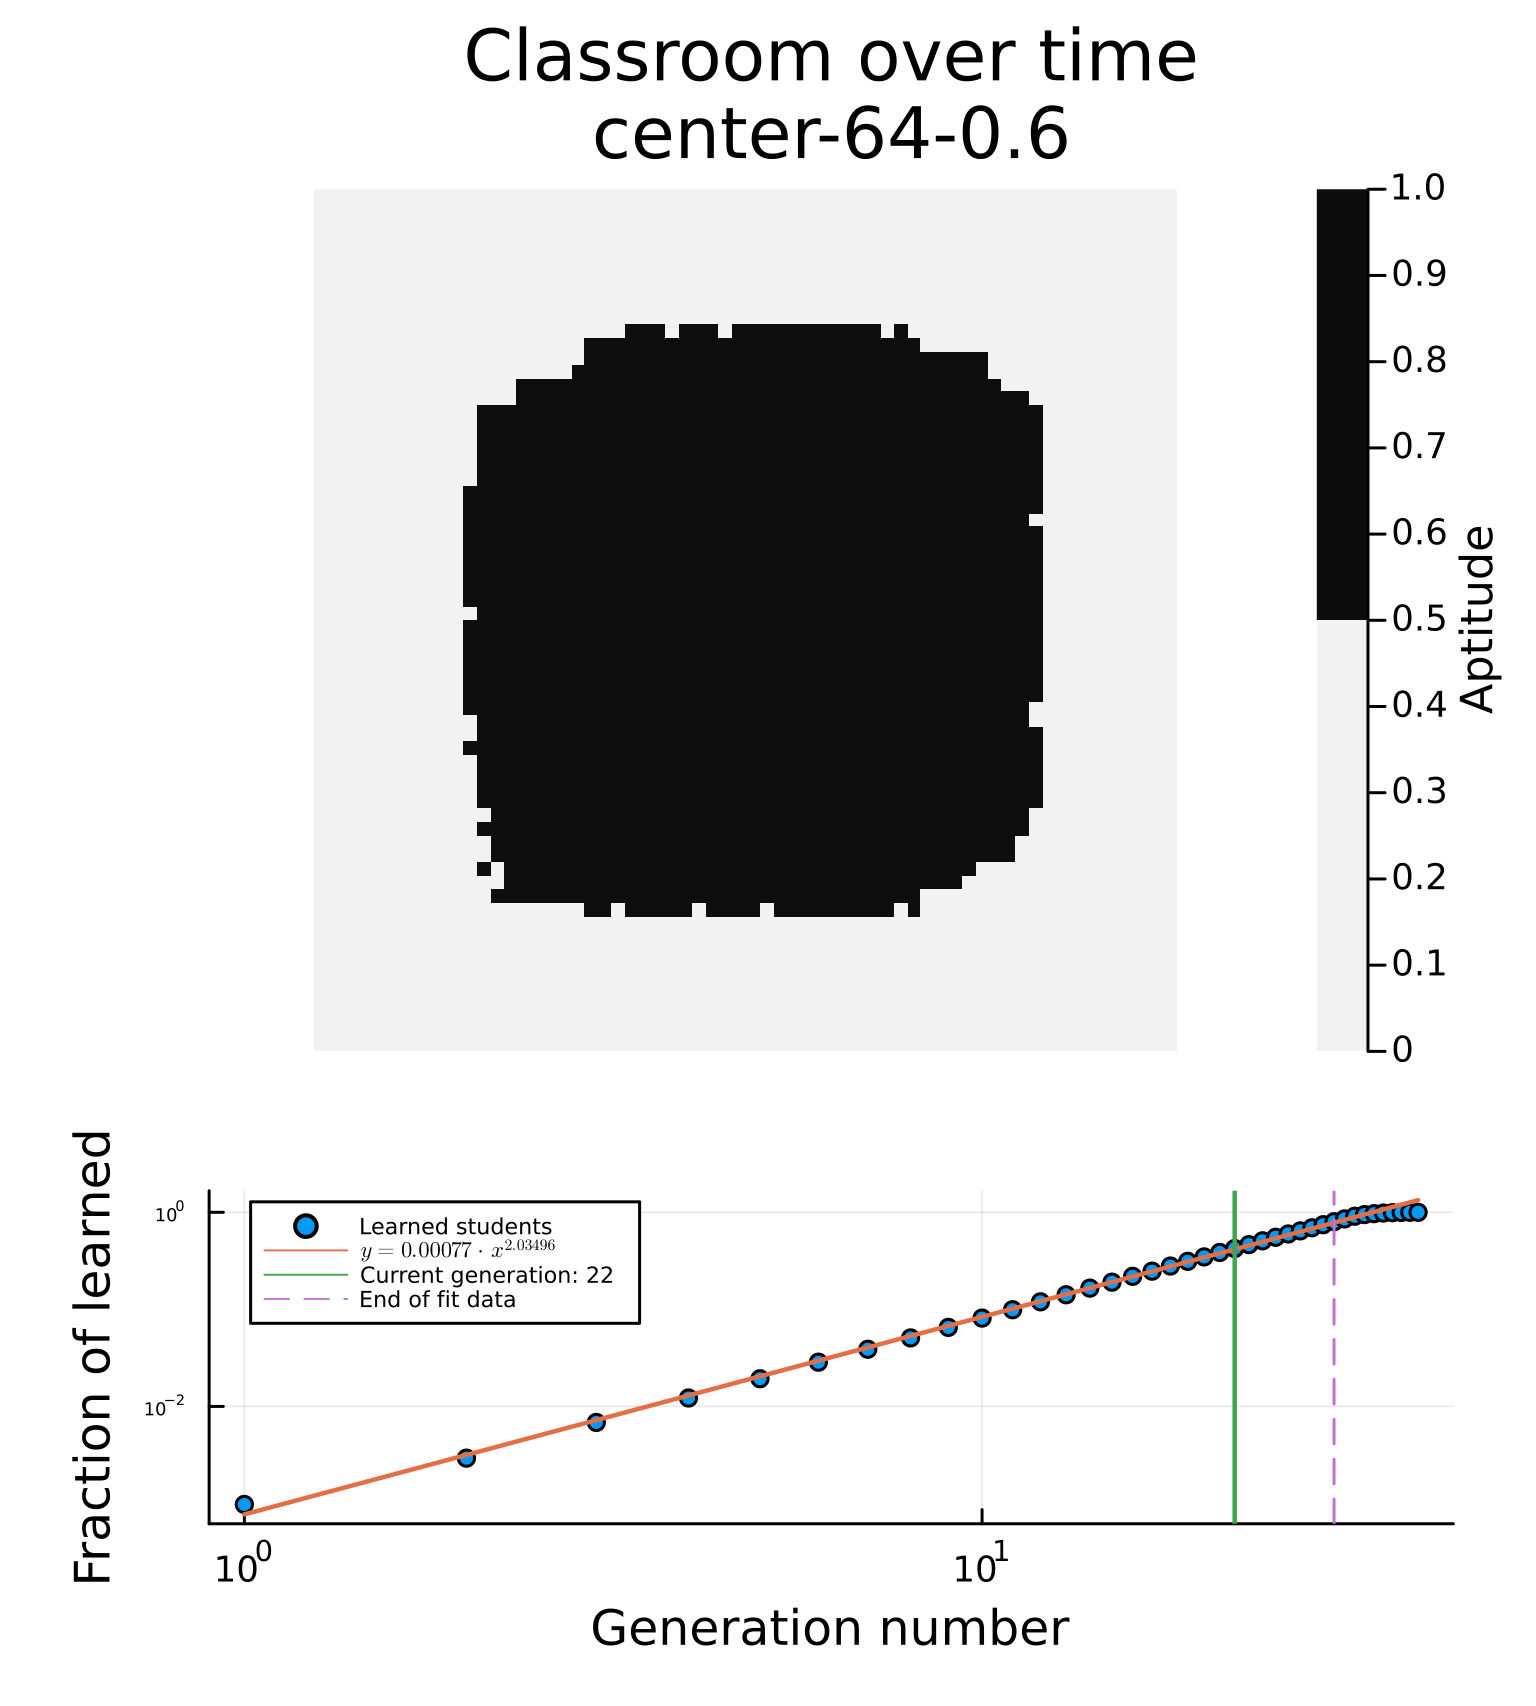 Classroom over time
center-64-0.6
1.0
0.9
0.8
0.7
0.6
0.5
0.4
0.3
0.2
0.1
0
Aptitude
Fraction of learned
10^0
10^−2
Learned students
y = 0.00077 · x^2.03496
Current generation: 22
End of fit data
10^0
10^1
Generation number